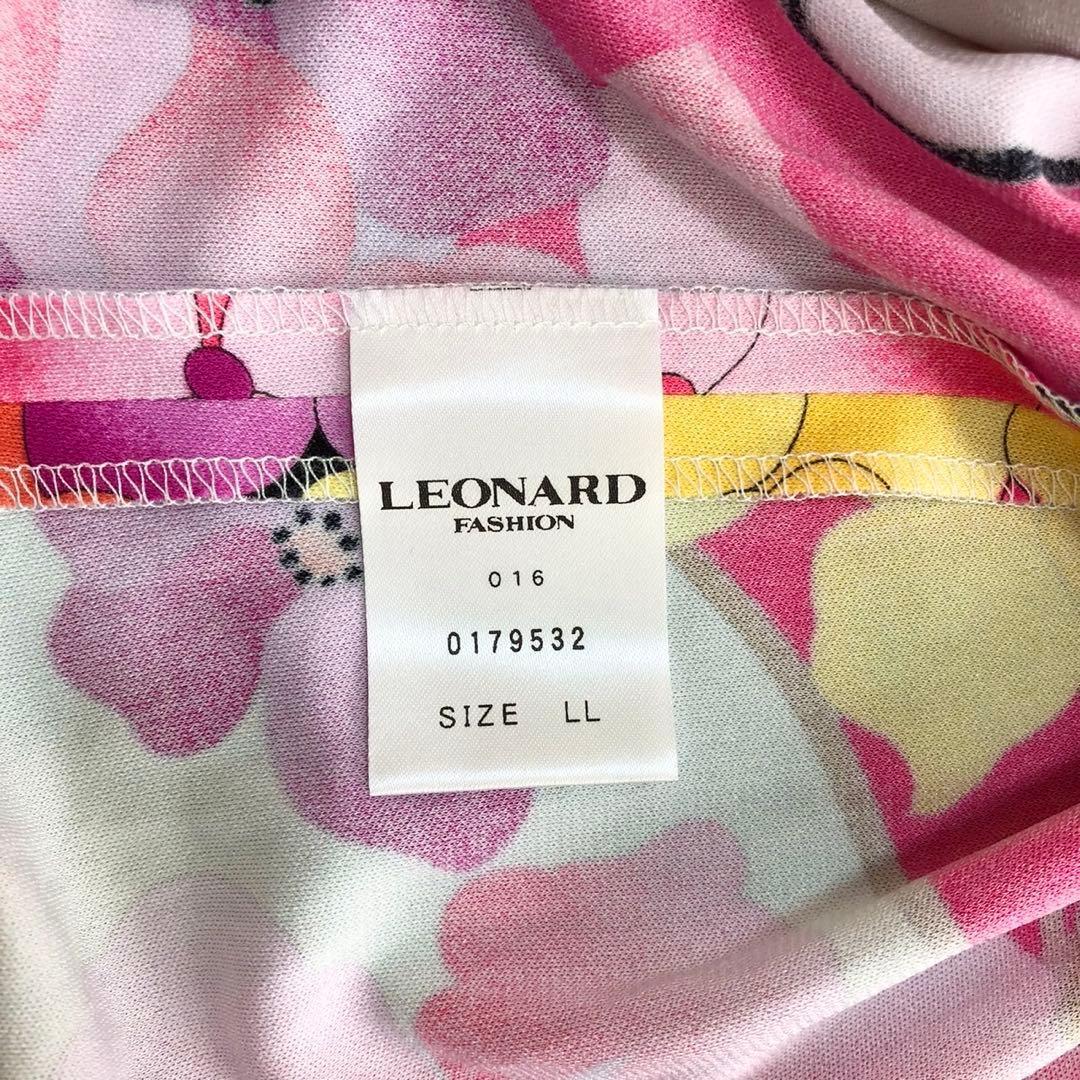 LEONARD
FASHION
016
0179532
SIZE LL